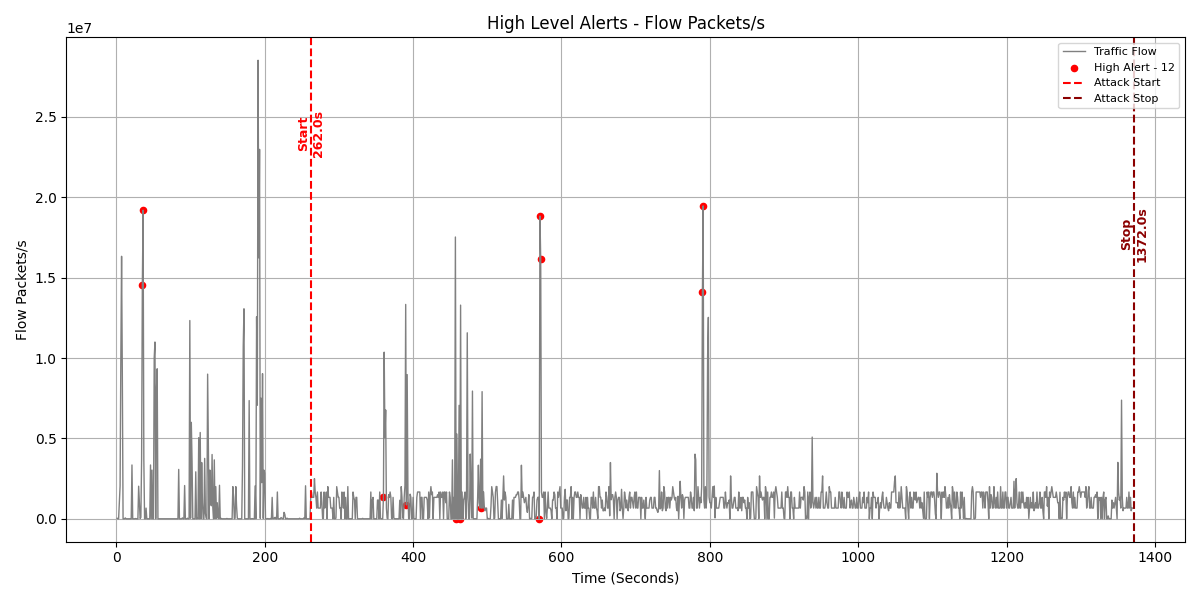 High Level Alerts - Flow Packets/s
1e7
Flow Packets/s
2.5
2.0
1.5
1.0
0.5
0.0
Start
262.0s
Stop
1372.0s
Traffic Flow
High Alert - 12
Attack Start
Attack Stop
0
200
400
600
800
1000
1200
1400
Time (Seconds)